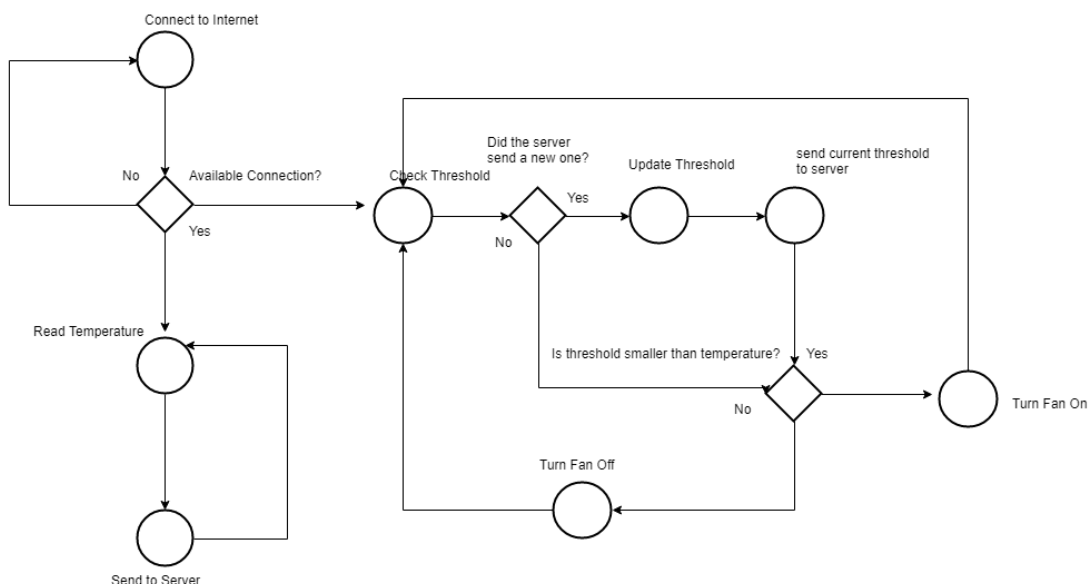 Connect to Internet
No
Available Connection?
Yes
Did the server
send a new one?
Check Threshold
Yes
No
Update Threshold
send current threshold
to server
Read Temperature
Is threshold smaller than temperature?
Yes
No
Turn Fan On
Turn Fan Off
Send to Server